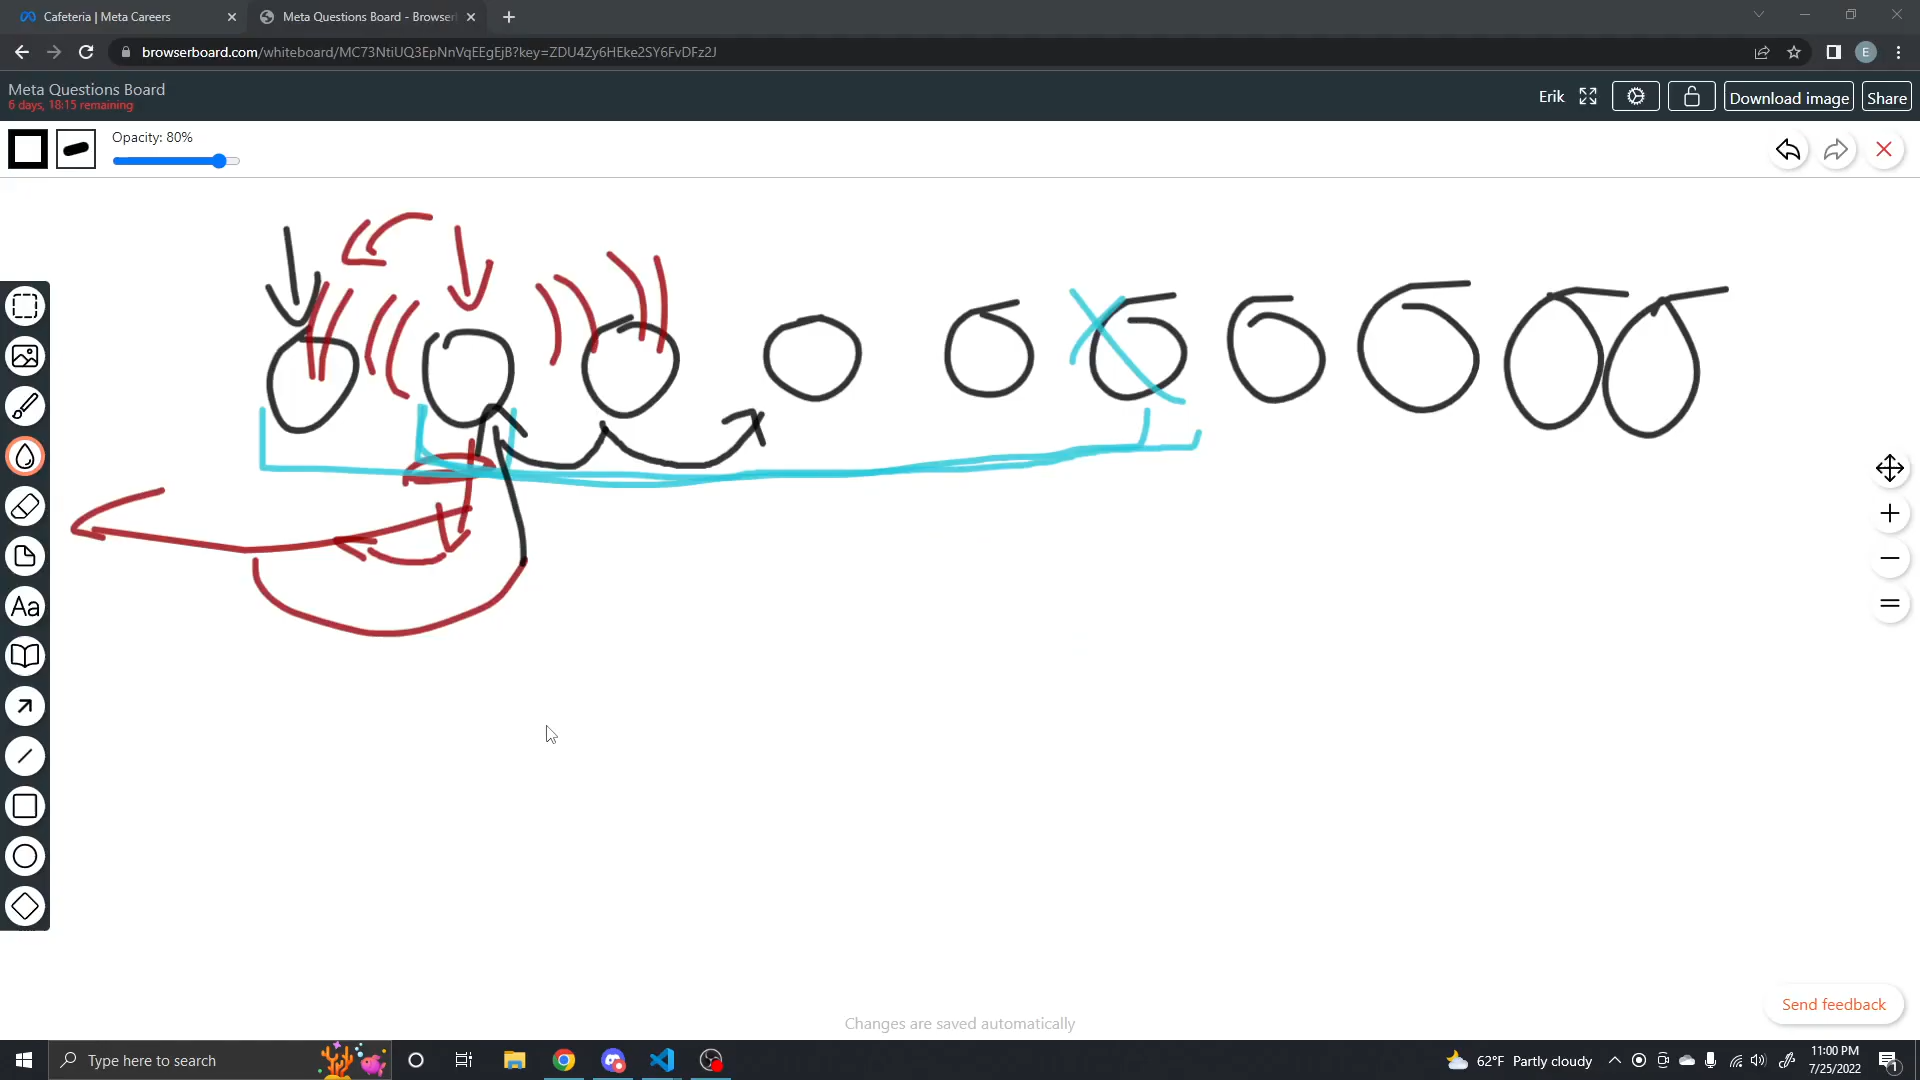 Cafeteria | Meta Careers
Meta Questions Board - Browser
browserboard.com/whiteboard/MC73NtiUQ3EpNnVqEEgEjB?key=ZDU4Zy6HEke2SY6FvDFz2J
E
Meta Questions Board
6 days, 18:15 remaining
Erik
Download image
Share
Opacity: 80%
Aa
Send feedback
Changes are saved automatically
Type here to search
62°F Partly cloudy
11:00 PM
7/25/2022
1